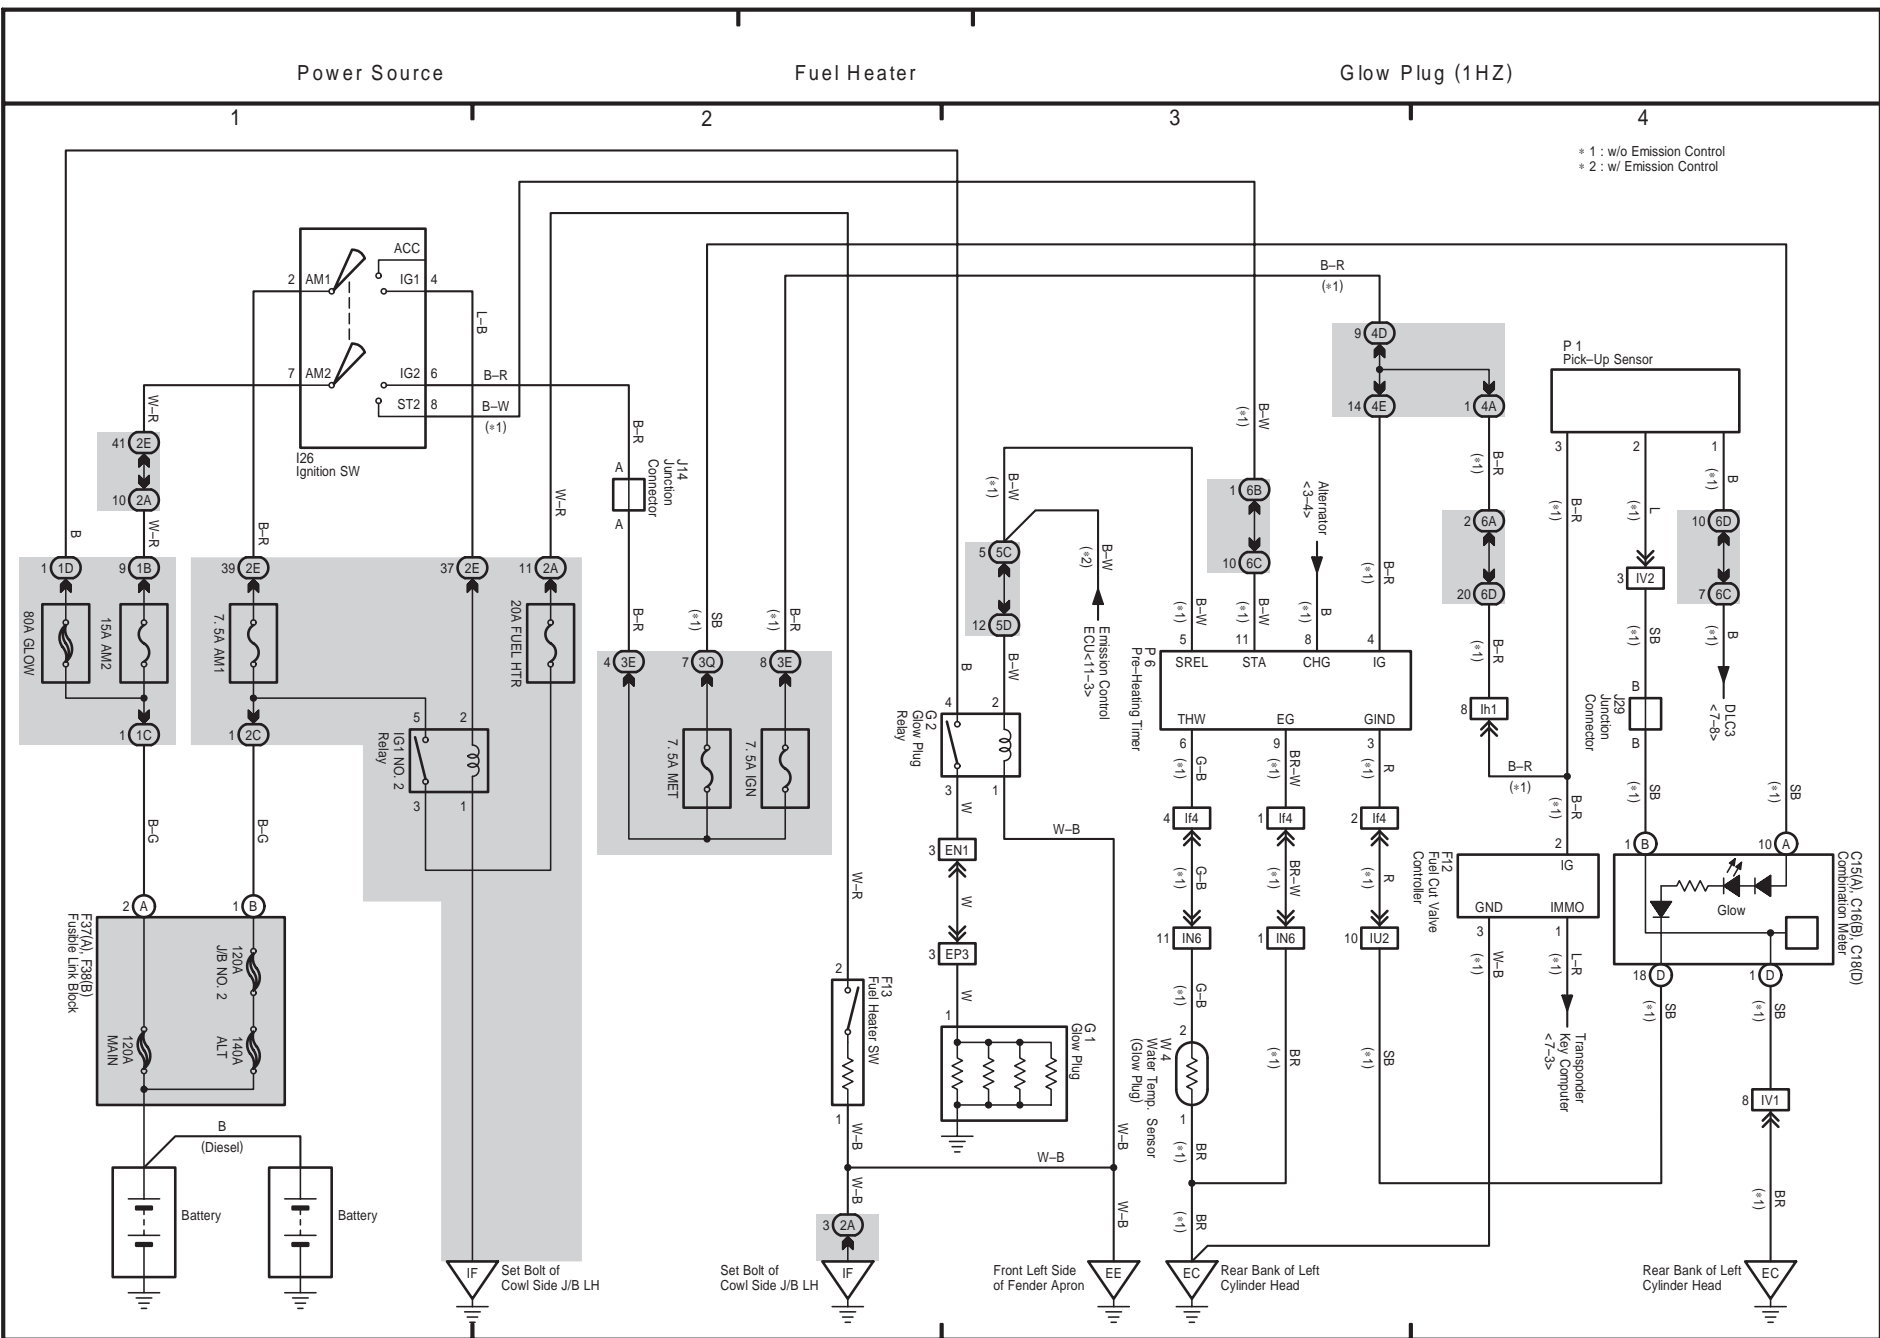 Power Source
Fuel Heater
Glow Plug (1HZ)
1
2
3
4
* 1 : w/o Emission Control
* 2 : w/ Emission Control
ACC
2
AM1
IG1
4
L–B
7
AM2
IG2
6
B–R
ST2
8
B–W
(*1)
I26
Ignition SW
W–R
41
2E
10
2A
W–R
B
B–R
W–R
1
1D
9
1B
39
2E
37
2E
11
2A
80A GLOW
15A AM2
7. 5A AM1
20A FUEL HTR
1
1C
1
2C
5
2
3
1
IG1 NO. 2
Relay
B–G
B–G
2
A
1
B
F37(A), F38(B)
Fusible Link Block
120A
J/B NO. 2
120A
MAIN
140A
ALT
B
(Diesel)
Battery
Battery
IF
Set Bolt of
Cowl Side J/B LH
B–R
A
A
J14
Junction
Connector
B–R
SB
(*1)
B–R
(*1)
4
3E
7
3Q
8
3E
7. 5A MET
7. 5A IGN
W–R
2
F13
Fuel Heater SW
1
W–B
W–B
3
2A
Set Bolt of
Cowl Side J/B LH
IF
B–W
(*1)
B–W
(*2)
5
5C
12
5D
Emission Control
ECU<11–3>
B–W
B
4
2
G 2
Glow Plug
Relay
3
1
W
W–B
3
EN1
W
3
EP3
W
1
G 1
Glow Plug
W–B
W–B
W–B
Front Left Side
of Fender Apron
EE
B–R
(*1)
B–W
(*1)
1
6B
10
6C
Alternator
<3–4>
B–W
(*1)
B–W
(*1)
B
(*1)
B–R
(*1)
5
11
8
4
SREL
STA
CHG
IG
P 6
Pre–Heating Timer
THW
EG
GIND
6
9
3
G–B
(*1)
BR–W
(*1)
R
(*1)
4
If4
1
If4
2
If4
G–B
(*1)
BR–W
(*1)
R
(*1)
11
IN6
1
IN6
10
IU2
G–B
(*1)
BR
(*1)
SB
(*1)
2
W 4
Water Temp. Sensor
(Glow Plug)
1
BR
(*1)
BR
(*1)
EC
Rear Bank of Left
Cylinder Head
9
4D
14
4E
1
4A
B–R
(*1)
2
6A
20
6D
B–R
(*1)
8
Ih1
B–R
(*1)
P 1
Pick–Up Sensor
3
2
1
B–R
(*1)
L
(*1)
B
(*1)
3
IV2
10
6D
7
6C
SB
(*1)
B
(*1)
DLC3
<7–8>
B
B
J29
Junction
Connector
B–R
(*1)
SB
(*1)
SB
(*1)
2
IG
F12
Fuel Cut Valve
Controller
GND
IMMO
3
1
W–B
(*1)
L–R
(*1)
Transponder
Key Computer
<7–3>
1
B
10
A
Glow
C15(A), C16(B), C18(D)
Combination Meter
18
D
1
D
SB
(*1)
SB
(*1)
8
IV1
BR
(*1)
Rear Bank of Left
Cylinder Head
EC